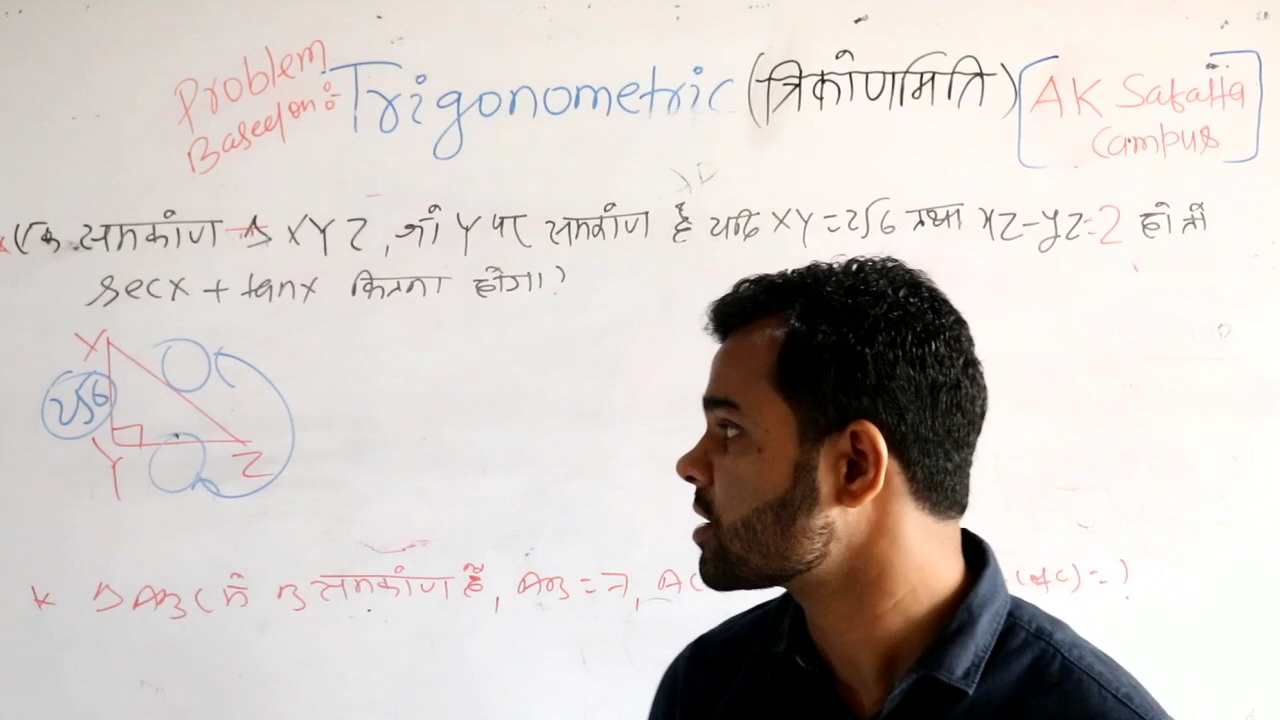 Problem
Based on :-
Trigonometric (त्रिकोणमिति)
AK Safalta
Campus
एक समकोण △ XYZ, जो Y पर समकोण है यदि XY=2√6 तथा XZ-YZ=2 हो तो
secx + tanx कितना होगा?
X
2√6
Y
Z
* △ABC में B समकोण है, AB=7, AC
=?